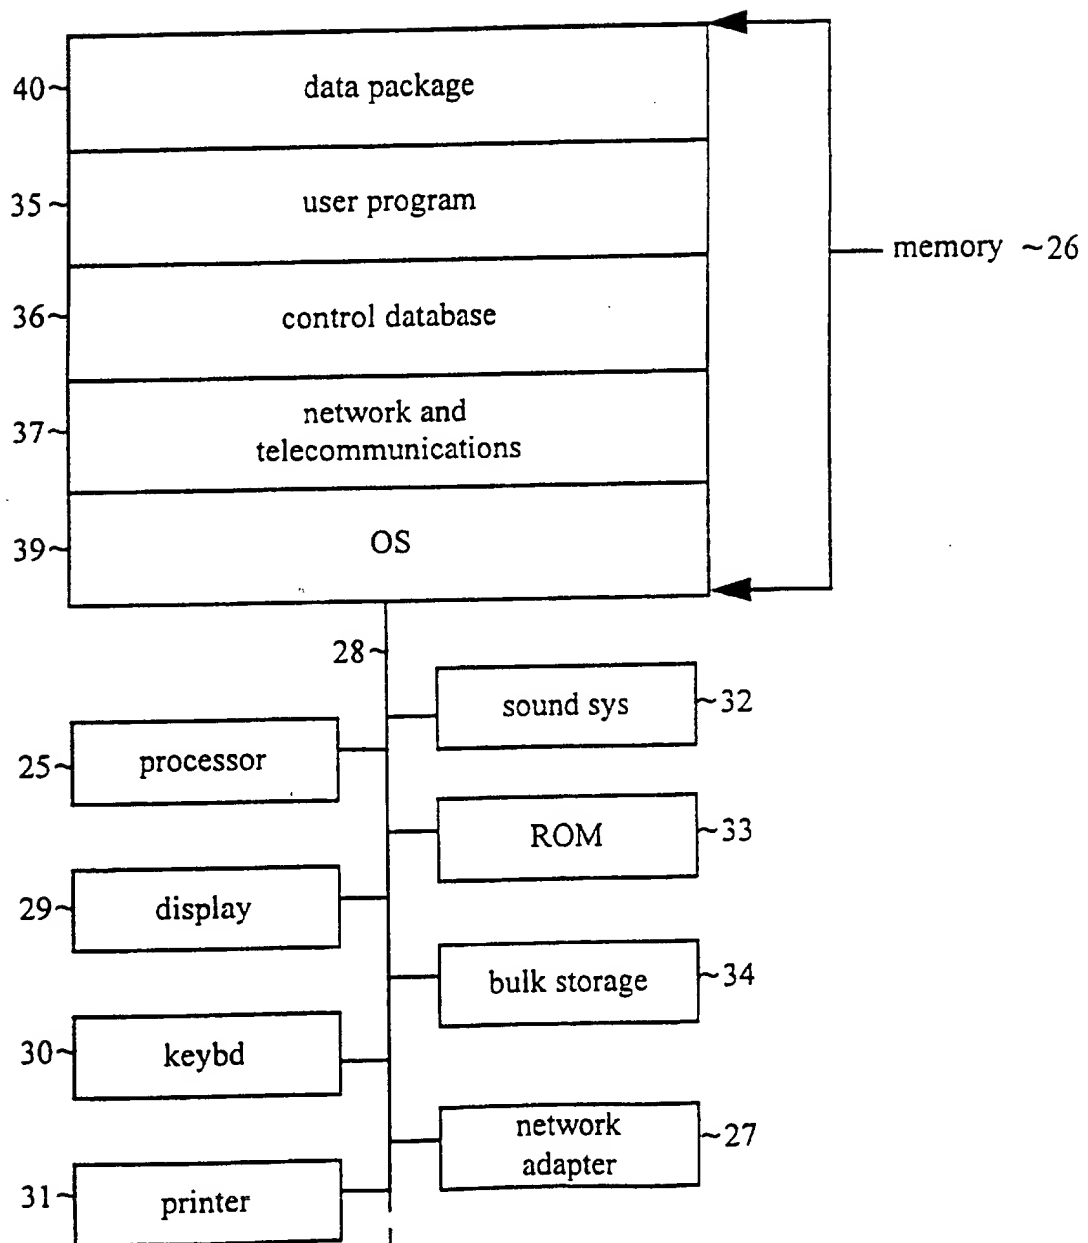 40~ data package
35~ user program
memory ~26
36~ control database
37~ network and
telecommunications
39~ OS
28~
sound sys ~32
25~ processor
ROM ~33
29~ display
bulk storage ~34
30~ keybd
network
adapter ~27
31~ printer